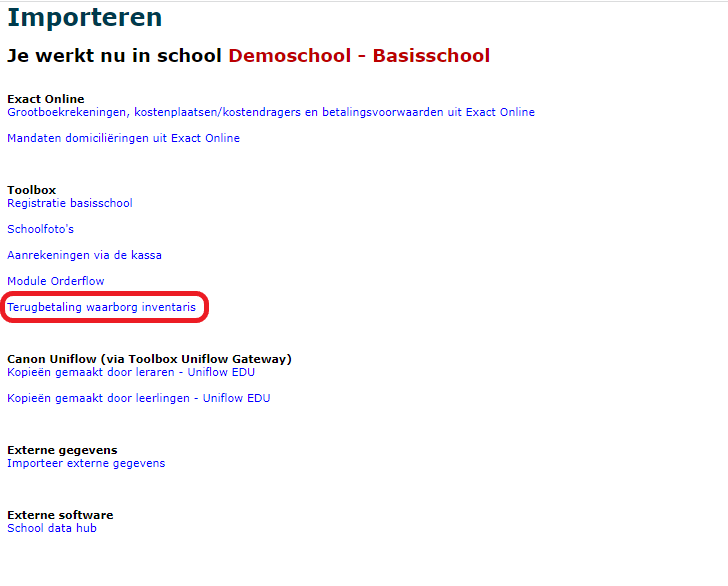 Importeren
Je werkt nu in school Demoschool - Basisschool
Exact Online
Grootboekrekeningen, kostenplaatsen/kostendragers en betalingsvoorwaarden uit Exact Online
Mandaten domiciliëringen uit Exact Online
Toolbox
Registratie basisschool
Schoolfoto's
Aanrekeningen via de kassa
Module Orderflow
Terugbetaling waarborg inventaris
Canon Uniflow (via Toolbox Uniflow Gateway)
Kopieën gemaakt door leraren - Uniflow EDU
Kopieën gemaakt door leerlingen - Uniflow EDU
Externe gegevens
Importeer externe gegevens
Externe software
School data hub